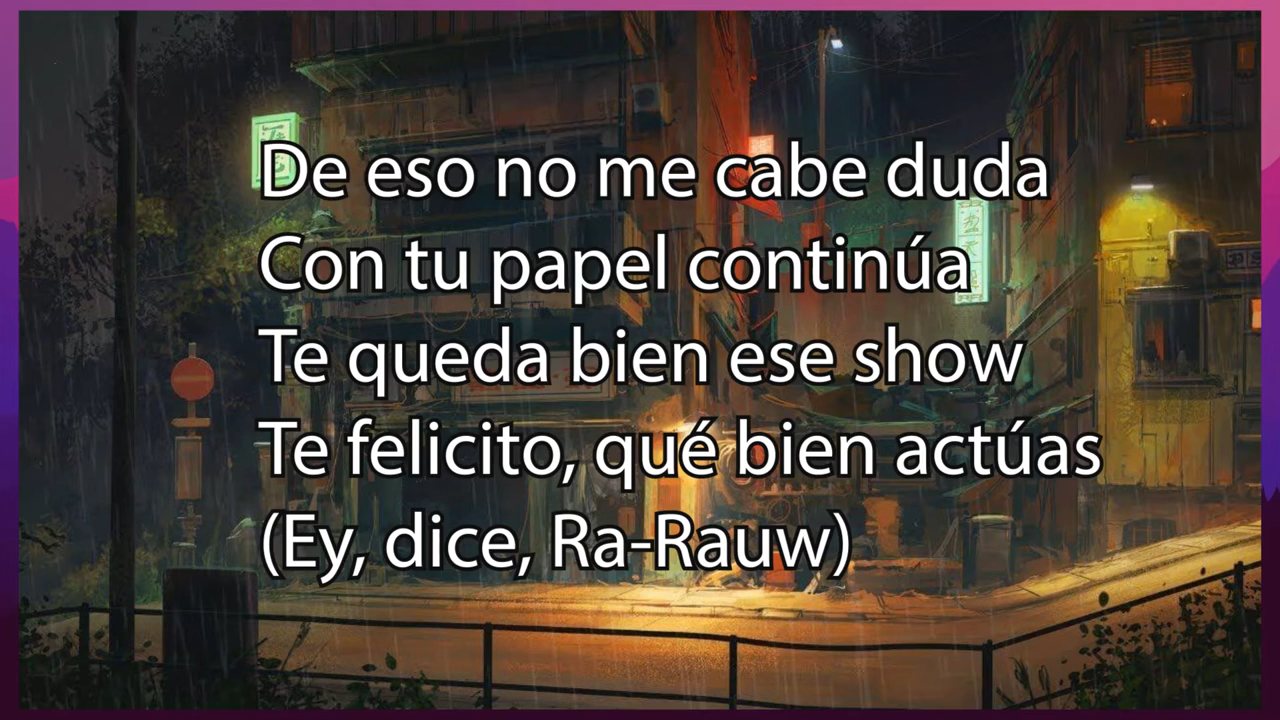 De eso no me cabe duda
Con tu papel continúa
Te queda bien ese show
Te felicito, qué bien actúas
(Ey, dice, Ra-Rauw)